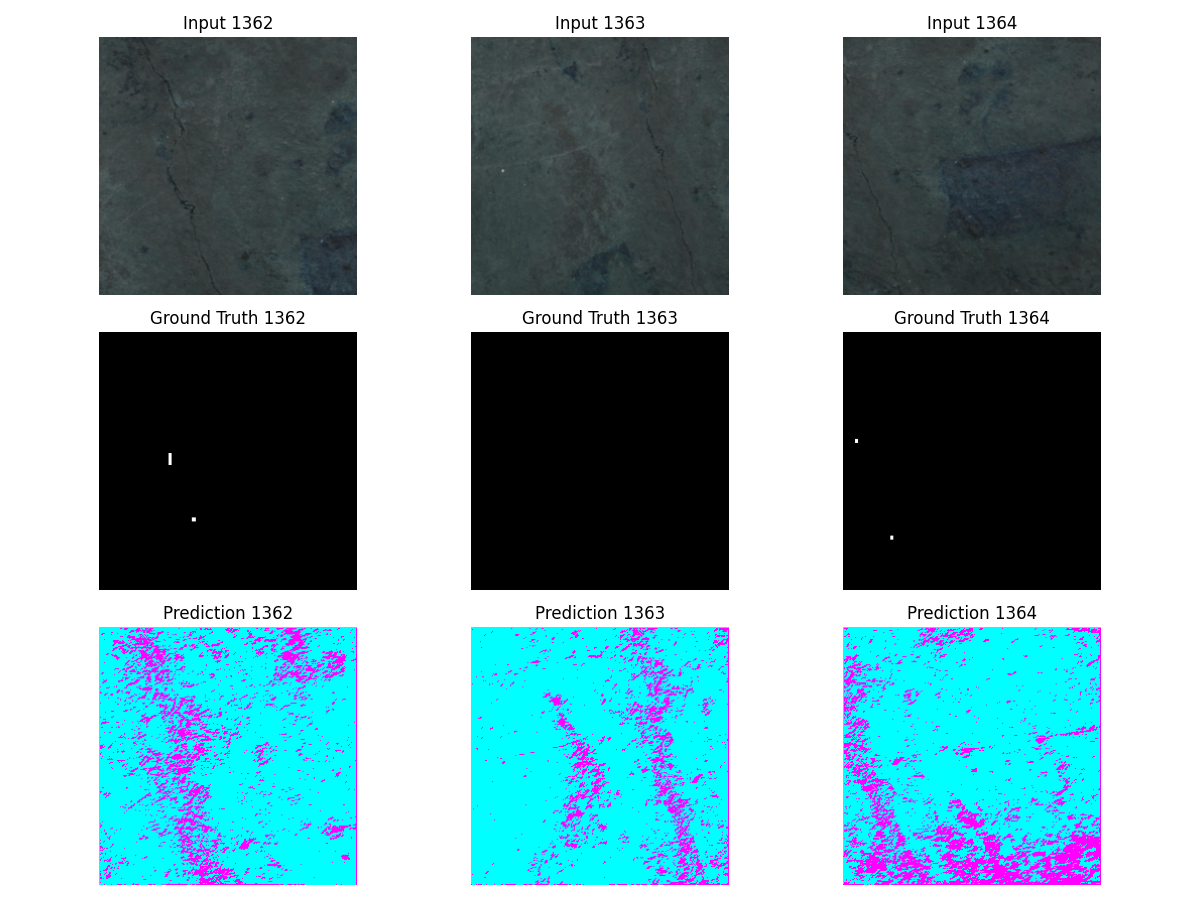 Input 1362
Input 1363
Input 1364
Ground Truth 1362
Ground Truth 1363
Ground Truth 1364
Prediction 1362
Prediction 1363
Prediction 1364